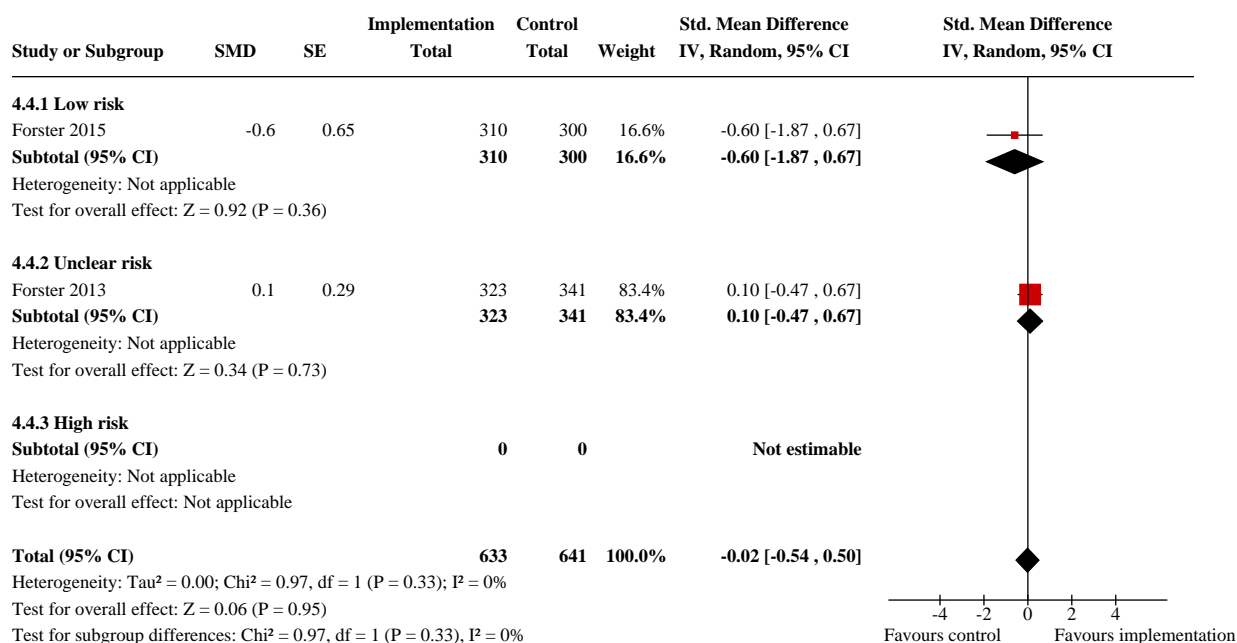 Implementation Control Std. Mean Difference Std. Mean Difference
Study or Subgroup SMD SE Total Total Weight IV, Random, 95% CI IV, Random, 95% CI
4.4.1 Low risk
Forster 2015 -0.6 0.65 310 300 16.6% -0.60 [-1.87 , 0.67]
Subtotal (95% CI) 310 300 16.6% -0.60 [-1.87 , 0.67]
Heterogeneity: Not applicable
Test for overall effect: Z = 0.92 (P = 0.36)
4.4.2 Unclear risk
Forster 2013 0.1 0.29 323 341 83.4% 0.10 [-0.47 , 0.67]
Subtotal (95% CI) 323 341 83.4% 0.10 [-0.47 , 0.67]
Heterogeneity: Not applicable
Test for overall effect: Z = 0.34 (P = 0.73)
4.4.3 High risk
Subtotal (95% CI) 0 0 Not estimable
Heterogeneity: Not applicable
Test for overall effect: Not applicable
Total (95% CI) 633 641 100.0% -0.02 [-0.54 , 0.50]
Heterogeneity: Tau² = 0.00; Chi² = 0.97, df = 1 (P = 0.33); I² = 0%
Test for overall effect: Z = 0.06 (P = 0.95) -4 -2 0 2 4
Test for subgroup differences: Chi² = 0.97, df = 1 (P = 0.33), I² = 0% Favours control Favours implementation